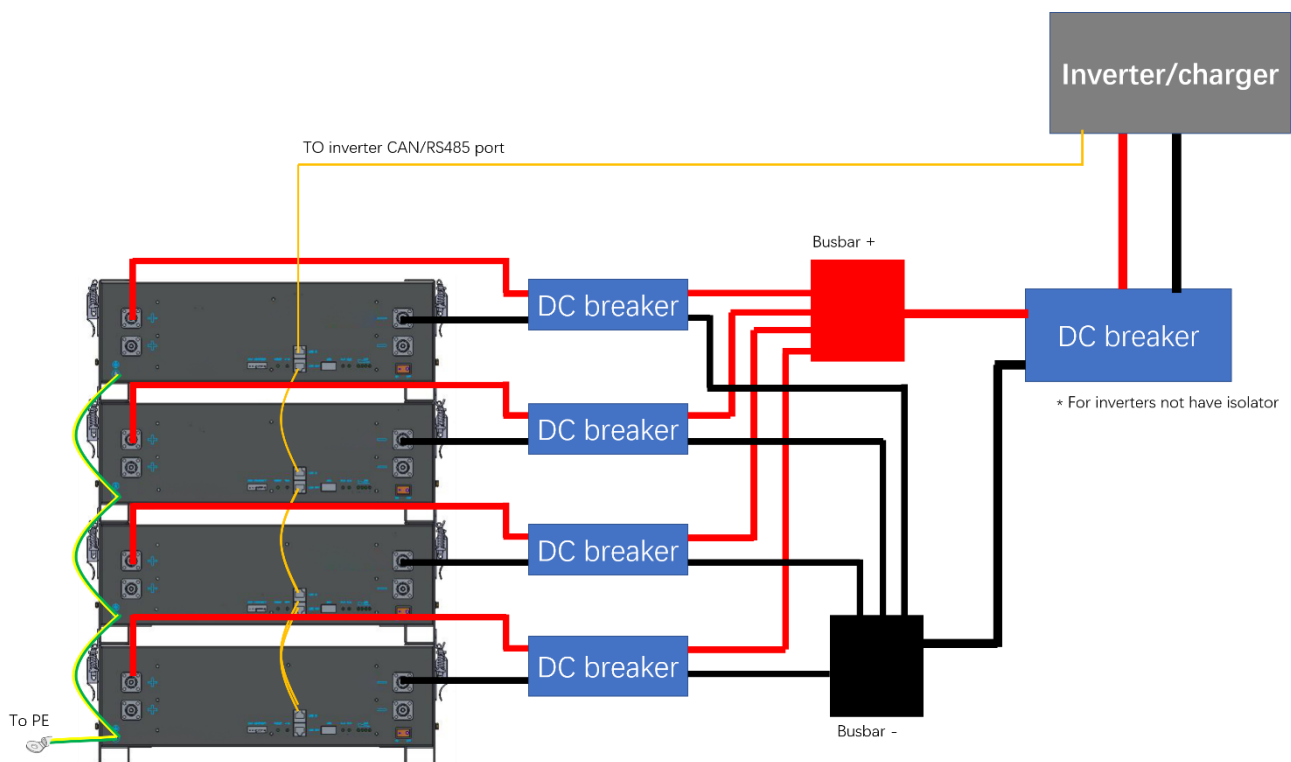 Inverter/charger
TO inverter CAN/RS485 port
Busbar +
DC breaker
DC breaker
* For inverters not have isolator
DC breaker
DC breaker
DC breaker
To PE
Busbar -